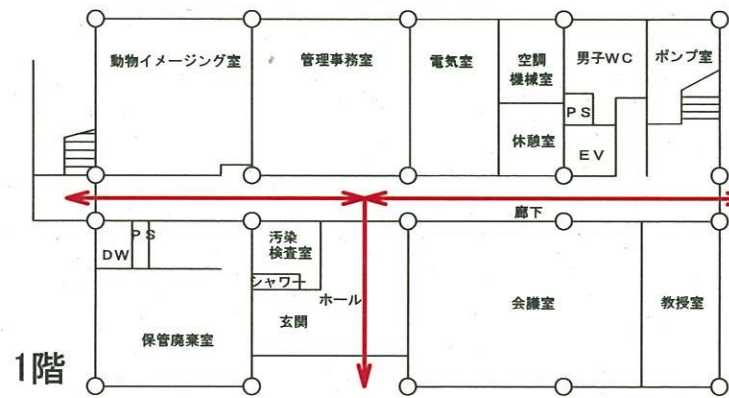 動物イメージング室
管理事務室
電気室
空調
機械室
男子WC
ポンプ室
PS
休憩室
EV
廊下
PS
DW
汚染
検査室
シャワー
ホール
玄関
会議室
教授室
保管廃棄室
1階